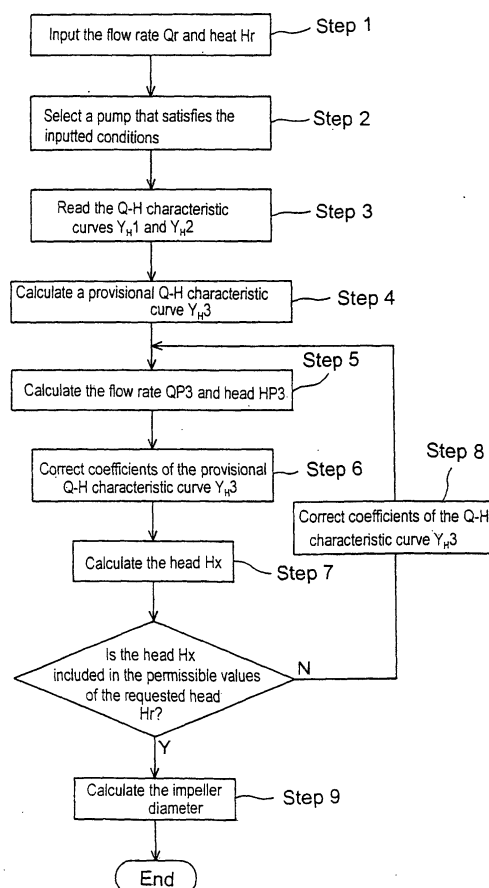 Input the flow rate Qr and heat Hr
Step 1
Select a pump that satisfies the
inputted conditions
Step 2
Read the Q-H characteristic
curves YH1 and YH2
Step 3
Calculate a provisional Q-H characteristic
curve YH3
Step 4
Calculate the flow rate QP3 and head HP3
Step 5
Correct coefficients of the provisional
Q-H characteristic curve YH3
Step 6
Step 8
Correct coefficients of the Q-H
characteristic curve YH3
Calculate the head Hx
Step 7
Is the head Hx
included in the permissible values
of the requested head
Hr?
N
Y
Calculate the impeller
diameter
Step 9
End